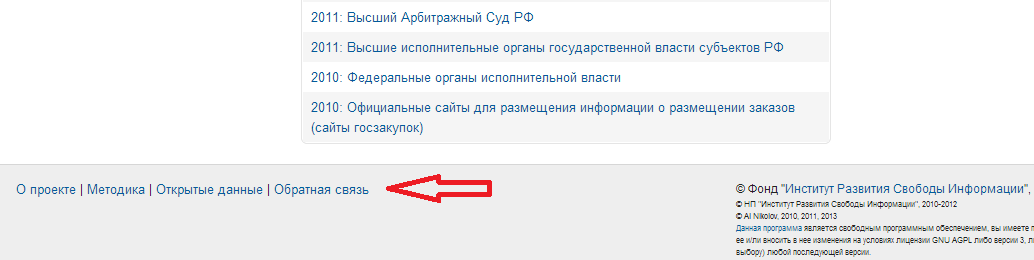 2011: Высший Арбитражный Суд РФ
2011: Высшие исполнительные органы государственной власти субъектов РФ
2010: Федеральные органы исполнительной власти
2010: Официальные сайты для размещения информации о размещении заказов
(сайты госзакупок)
О проекте | Методика | Открытые данные | Обратная связь
© Фонд "Институт Развития Свободы Информации",
© НП "Институт Развития Свободы Информации", 2010-2012
© Al Nikolov, 2010, 2011, 2013
Данная программа является свободным программным обеспечением, вы имеете
ее и/или вносить в нее изменения на условиях лицензии GNU AGPL либо версии 3,
выбору) любой последующей версии.